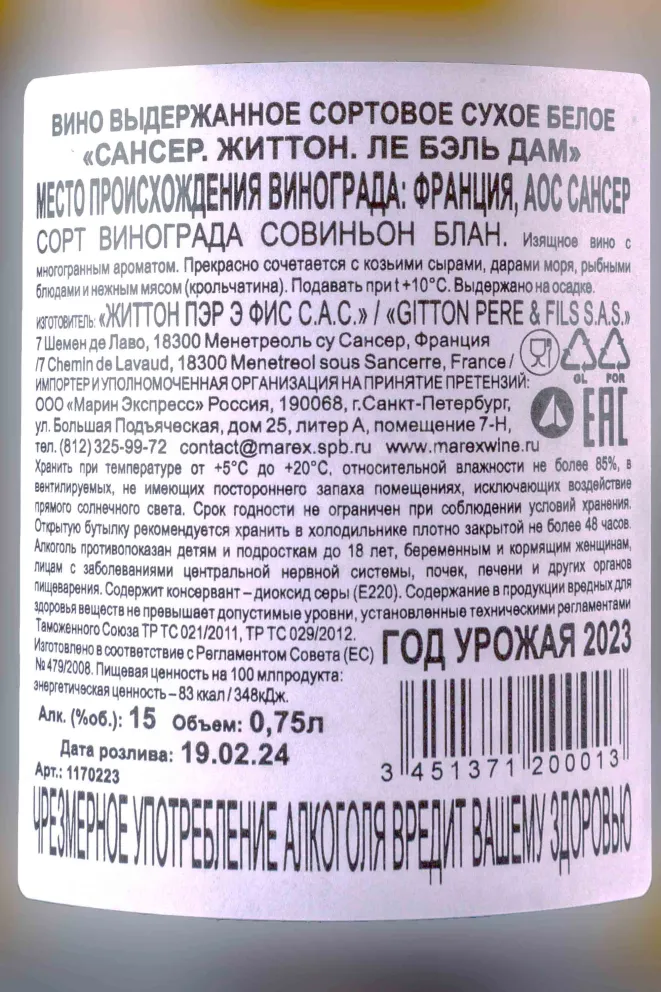 ВИНО ВЫДЕРЖАННОЕ СОРТОВОЕ СУХОЕ БЕЛОЕ
«САНСЕР. ЖИТТОН. ЛЕ БЭЛЬ ДАМ»
МЕСТО ПРОИСХОЖДЕНИЯ ВИНОГРАДА: ФРАНЦИЯ, АОС САНСЕР
СОРТ ВИНОГРАДА СОВИНЬОН БЛАН. Изящное вино с
многогранным ароматом. Прекрасно сочетается с козьими сырами, дарами моря, рыбными
блюдами и нежным мясом (крольчатина). Подавать при t +10°С. Выдержано на осадке.
ИЗГОТОВИТЕЛЬ: «ЖИТТОН ПЭР Э ФИС С.А.С.» / «GITTON PERE & FILS S.A.S.»
7 Шемен де Лаво, 18300 Менетреоль су Сансер, Франция
/7 Chemin de Lavaud, 18300 Menetreol sous Sancerre, France /
GL FOR
ИМПОРТЕР И УПОЛНОМОЧЕННАЯ ОРГАНИЗАЦИЯ НА ПРИНЯТИЕ ПРЕТЕНЗИЙ:
ООО «Марин Экспресс» Россия, 190068, г.Санкт-Петербург,
ул. Большая Подъяческая, дом 25, литер А, помещение 7-Н,
EAC
тел. (812) 325-99-72 contact@marex.spb.ru www.marexwine.ru
Хранить при температуре от +5°С до +20°С, относительной влажности не более 85%, в
вентилируемых, не имеющих постороннего запаха помещениях, исключающих воздействие
прямого солнечного света. Срок годности не ограничен при соблюдении условий хранения.
Открытую бутылку рекомендуется хранить в холодильнике плотно закрытой не более 48 часов.
Алкоголь противопоказан детям и подросткам до 18 лет, беременным и кормящим женщинам,
лицам с заболеваниями центральной нервной системы, почек, печени и других органов
пищеварения. Содержит консервант – диоксид серы (Е220). Содержание в продукции вредных для
здоровья веществ не превышает допустимые уровни, установленные техническими регламентами
Таможенного Союза ТР ТС 021/2011, ТР ТС 029/2012.
Изготовлено в соответствие с Регламентом Совета (ЕС)
№ 479/2008. Пищевая ценность на 100 млпродукта:
энергетическая ценность – 83 ккал / 348кДж.
ГОД УРОЖАЯ 2023
Алк. (%об.): 15 Объем: 0,75л
Дата розлива: 19.02.24
Арт.: 1170223
3 451371 200013
ЧРЕЗМЕРНОЕ УПОТРЕБЛЕНИЕ АЛКОГОЛЯ ВРЕДИТ ВАШЕМУ ЗДОРОВЬЮ